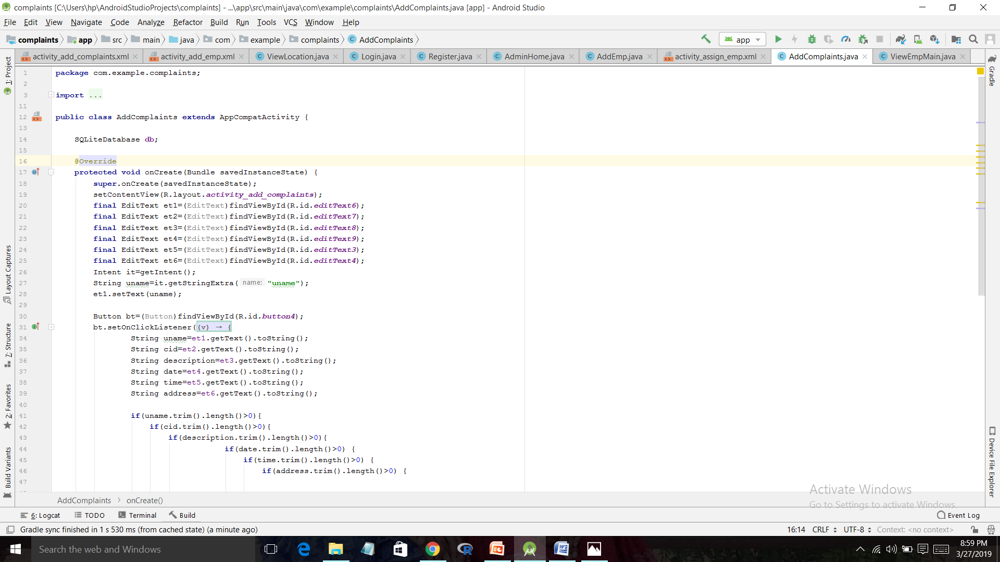 complaints [C:\Users\hp\AndroidStudioProjects\complaints] - ...\app\src\main\java\com\example\complaints\AddComplaints.java [app] - Android Studio
File Edit View Navigate Code Analyze Refactor Build Run Tools VCS Window Help
complaints app src main java com example complaints AddComplaints app
activity_add_complaints.xml activity_add_emp.xml ViewLocation.java Login.java Register.java AdminHome.java AddEmp.java activity_assign_emp.xml AddComplaints.java ViewEmpMain.java
1: Project
Layout Captures
7: Structure
2: Favorites
Build Variants
1 package com.example.complaints;
2
3 import ...
11
12 public class AddComplaints extends AppCompatActivity {
13
14 SQLiteDatabase db;
15
16 @Override
17 protected void onCreate(Bundle savedInstanceState) {
18 super.onCreate(savedInstanceState);
19 setContentView(R.layout.activity_add_complaints);
20 final EditText et1=(EditText)findViewById(R.id.editText6);
21 final EditText et2=(EditText)findViewById(R.id.editText7);
22 final EditText et3=(EditText)findViewById(R.id.editText8);
23 final EditText et4=(EditText)findViewById(R.id.editText9);
24 final EditText et5=(EditText)findViewById(R.id.editText3);
25 final EditText et6=(EditText)findViewById(R.id.editText4);
26 Intent it=getIntent();
27 String uname=it.getStringExtra( name: "uname");
28 et1.setText(uname);
29
30 Button bt=(Button)findViewById(R.id.button4);
31 bt.setOnClickListener((v) → {
34 String uname=et1.getText().toString();
35 String cid=et2.getText().toString();
36 String description=et3.getText().toString();
37 String date=et4.getText().toString();
38 String time=et5.getText().toString();
39 String address=et6.getText().toString();
40
41 if(uname.trim().length()>0){
42 if(cid.trim().length()>0){
43 if(description.trim().length()>0){
44 if(date.trim().length()>0) {
45 if(time.trim().length()>0) {
46 if(address.trim().length()>0) {
47
Gradle
Device File Explorer
Activate Windows
Go to Settings to activate Windows.
AddComplaints onCreate()
6: Logcat TODO Terminal Build Event Log
Gradle sync finished in 1 s 530 ms (from cached state) (a minute ago) 16:14 CRLF UTF-8 Context: <no context>
Search the web and Windows
8:59 PM
3/27/2019